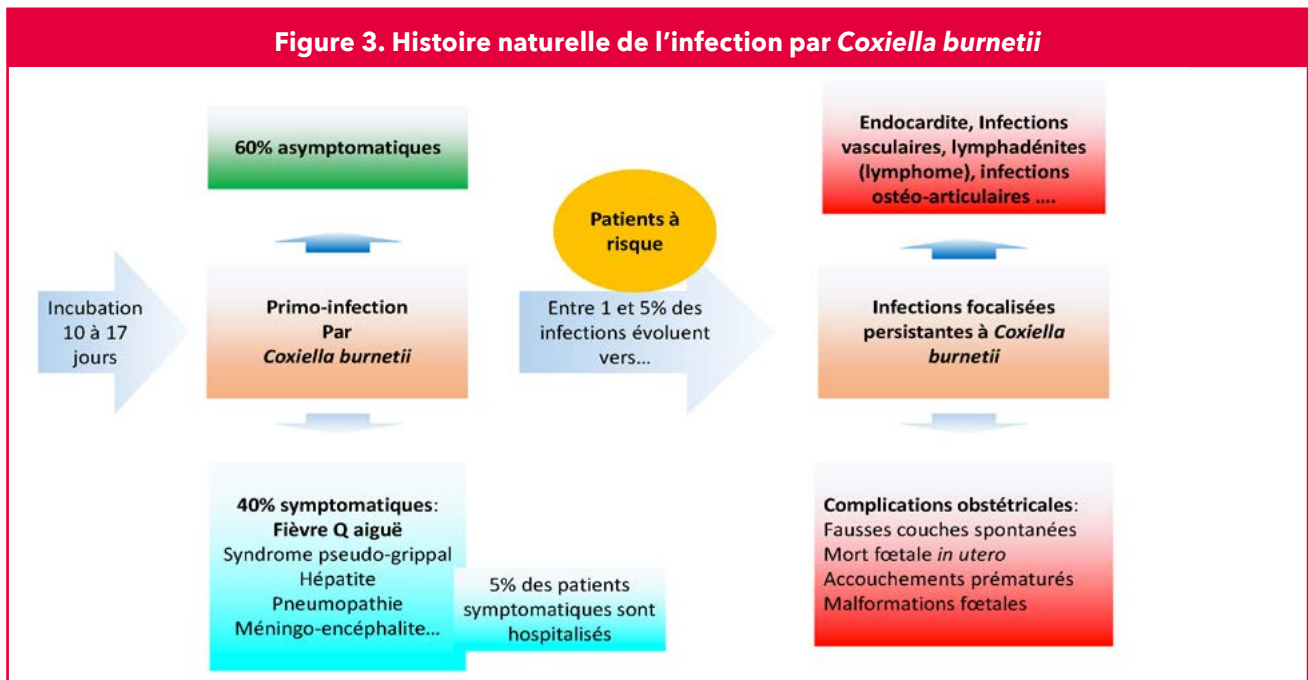 Figure 3. Histoire naturelle de l’infection par Coxiella burnetii
60% asymptomatiques
Incubation
10 à 17
jours
Primo-infection
Par
Coxiella burnetii
40% symptomatiques:
Fièvre Q aiguë
Syndrome pseudo-grippal
Hépatite
Pneumopathie
Méningo-encéphalite...
5% des patients
symptomatiques sont
hospitalisés
Patients à
risque
Entre 1 et 5% des
infections évoluent
vers...
Endocardite, Infections
vasculaires, lymphadénites
(lymphome), infections
ostéo-articulaires ....
Infections focalisées
persistantes à Coxiella
burnetii
Complications obstétricales:
Fausses couches spontanées
Mort fœtale in utero
Accouchements prématurés
Malformations fœtales